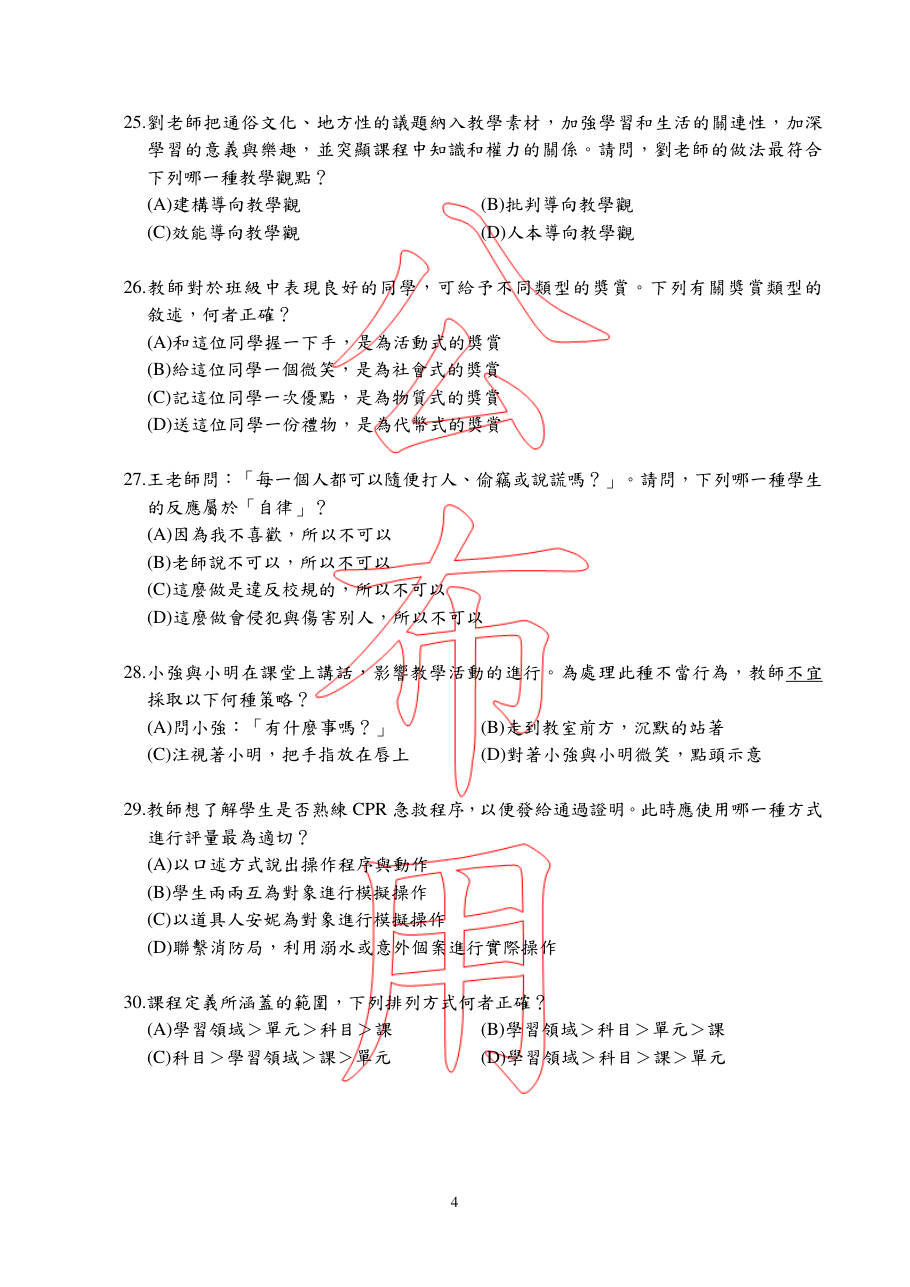 25.劉老師把通俗文化、地方性的議題納入教學素材，加強學習和生活的關連性，加深
學習的意義與樂趣，並突顯課程中知識和權力的關係。請問，劉老師的做法最符合
下列哪一種教學觀點？
(A)建構導向教學觀 (B)批判導向教學觀
(C)效能導向教學觀 (D)人本導向教學觀
26.教師對於班級中表現良好的同學，可給予不同類型的獎賞。下列有關獎賞類型的
敘述，何者正確？
(A)和這位同學握一下手，是為活動式的獎賞
(B)給這位同學一個微笑，是為社會式的獎賞
(C)記這位同學一次優點，是為物質式的獎賞
(D)送這位同學一份禮物，是為代幣式的獎賞
27.王老師問：「每一個人都可以隨便打人、偷竊或說謊嗎？」。請問，下列哪一種學生
的反應屬於「自律」？
(A)因為我不喜歡，所以不可以
(B)老師說不可以，所以不可以
(C)這麼做是違反校規的，所以不可以
(D)這麼做會侵犯與傷害別人，所以不可以
28.小強與小明在課堂上講話，影響教學活動的進行。為處理此種不當行為，教師不宜
採取以下何種策略？
(A)問小強：「有什麼事嗎？」 (B)走到教室前方，沉默的站著
(C)注視著小明，把手指放在唇上 (D)對著小強與小明微笑，點頭示意
29.教師想了解學生是否熟練 CPR 急救程序，以便發給通過證明。此時應使用哪一種方式
進行評量最為適切？
(A)以口述方式說出操作程序與動作
(B)學生兩兩互為對象進行模擬操作
(C)以道具人安妮為對象進行模擬操作
(D)聯繫消防局，利用溺水或意外個案進行實際操作
30.課程定義所涵蓋的範圍，下列排列方式何者正確？
(A)學習領域＞單元＞科目＞課 (B)學習領域＞科目＞單元＞課
(C)科目＞學習領域＞課＞單元 (D)學習領域＞科目＞課＞單元
公布用
4